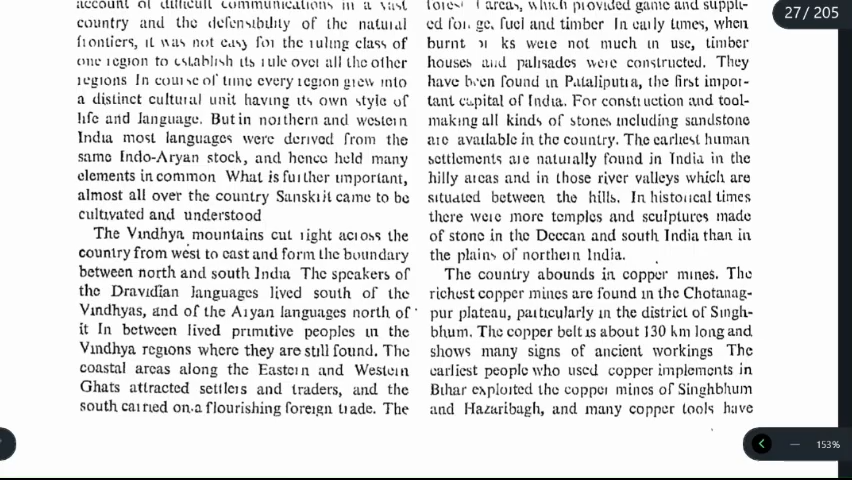 account of difficult communications in a vast
country and the defensibility of the natural
frontiers, it was not easy for the ruling class of
one region to establish its rule over all the other
regions In course of time every region grew into
a distinct cultural unit having its own style of
life and language. But in northern and western
India most languages were derived from the
same Indo-Aryan stock, and hence held many
elements in common What is further important,
almost all over the country Sanskrit came to be
cultivated and understood
The Vindhya mountains cut right across the
country from west to east and form the boundary
between north and south India The speakers of
the Dravidian languages lived south of the
Vindhyas, and of the Aryan languages north of
it In between lived primitive peoples in the
Vindhya regions where they are still found. The
coastal areas along the Eastern and Western
Ghats attracted settlers and traders, and the
south carried on a flourishing foreign trade. The
forest areas, which provided game and suppli-
ed for ge, fuel and timber In early times, when
burnt ks were not much in use, timber
houses and palisades were constructed. They
have been found in Pataliputra, the first impor-
tant capital of India. For construction and tool-
making all kinds of stones including sandstone
are available in the country. The earliest human
settlements are naturally found in India in the
hilly areas and in those river valleys which are
situated between the hills. In historical times
there were more temples and sculptures made
of stone in the Deccan and south India than in
the plains of northern India.
The country abounds in copper mines. The
richest copper mines are found in the Chotanag-
pur plateau, particularly in the district of Singh-
bhum. The copper belt is about 130 km long and
shows many signs of ancient workings The
earliest people who used copper implements in
Bihar exploited the copper mines of Singhbhum
and Hazaribagh, and many copper tools have
27 / 205
153%